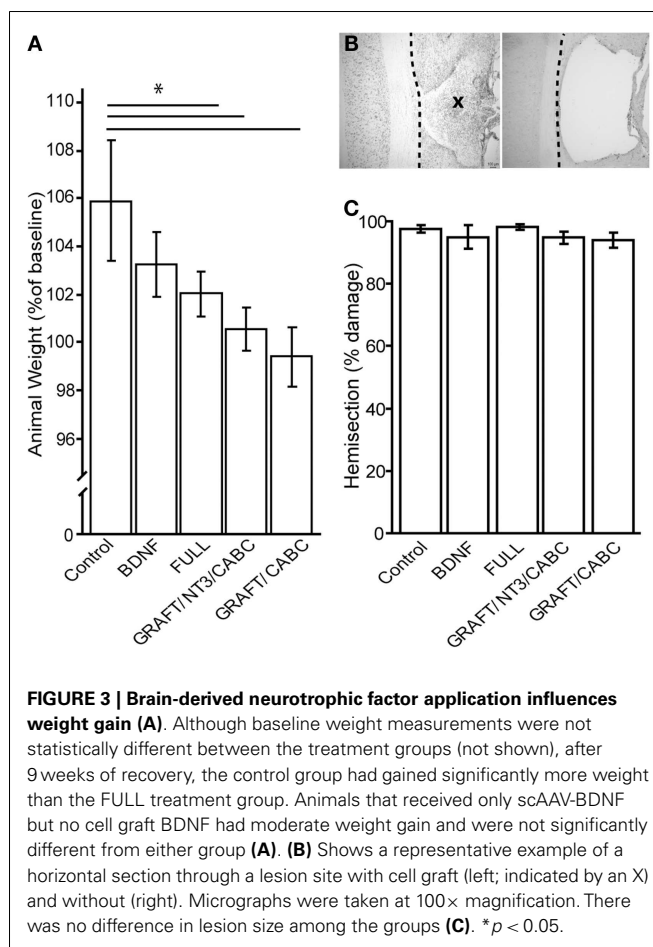 A
*
110
108
106
104
102
100
98
96
0
Animal Weight (%of baseline)
Control
BDNF
FULL
GRAFT/NT3/CABC
GRAFT/CABC
B
X
C
100
80
60
40
20
0
Hemisection (% damage)
Control
BDNF
FULL
GRAFT/NT3/CABC
GRAFT/CABC
FIGURE 3 | Brain-derived neurotrophic factor application influences
weight gain (A). Although baseline weight measurements were not
statistically different between the treatment groups (not shown), after
9 weeks of recovery, the control group had gained significantly more weight
than the FULL treatment group. Animals that received only scAAV-BDNF
but no cell graft BDNF had moderate weight gain and were not significantly
different from either group (A). (B) Shows a representative example of a
horizontal section through a lesion site with cell graft (left; indicated by an X)
and without (right). Micrographs were taken at 100× magnification. There
was no difference in lesion size among the groups (C). *p < 0.05.